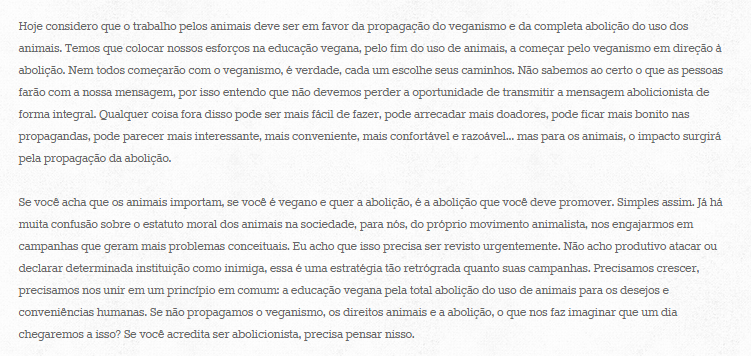 Hoje considero que o trabalho pelos animais deve ser em favor da propagação do veganismo e da completa abolição do uso dos
animais. Temos que colocar nossos esforços na educação vegana, pelo fim do uso de animais, a começar pelo veganismo em direção à
abolição. Nem todos começarão com o veganismo, é verdade, cada um escolhe seus caminhos. Não sabemos ao certo o que as pessoas
farão com a nossa mensagem, por isso entendo que não devemos perder a oportunidade de transmitir a mensagem abolicionista de
forma integral. Qualquer coisa fora disso pode ser mais fácil de fazer, pode arrecadar mais doadores, pode ficar mais bonito nas
propagandas, pode parecer mais interessante, mais conveniente, mais confortável e razoável... mas para os animais, o impacto surgirá
pela propagação da abolição.
Se você acha que os animais importam, se você é vegano e quer a abolição, é a abolição que você deve promover. Simples assim. Já há
muita confusão sobre o estatuto moral dos animais na sociedade, para nós, do próprio movimento animalista, nos engajarmos em
campanhas que geram mais problemas conceituais. Eu acho que isso precisa ser revisto urgentemente. Não acho produtivo atacar ou
declarar determinada instituição como inimiga, essa é uma estratégia tão retrógrada quanto suas campanhas. Precisamos crescer,
precisamos nos unir em um princípio em comum: a educação vegana pela total abolição do uso de animais para os desejos e
conveniências humanas. Se não propagamos o veganismo, os direitos animais e a abolição, o que nos faz imaginar que um dia
chegaremos a isso? Se você acredita ser abolicionista, precisa pensar nisso.